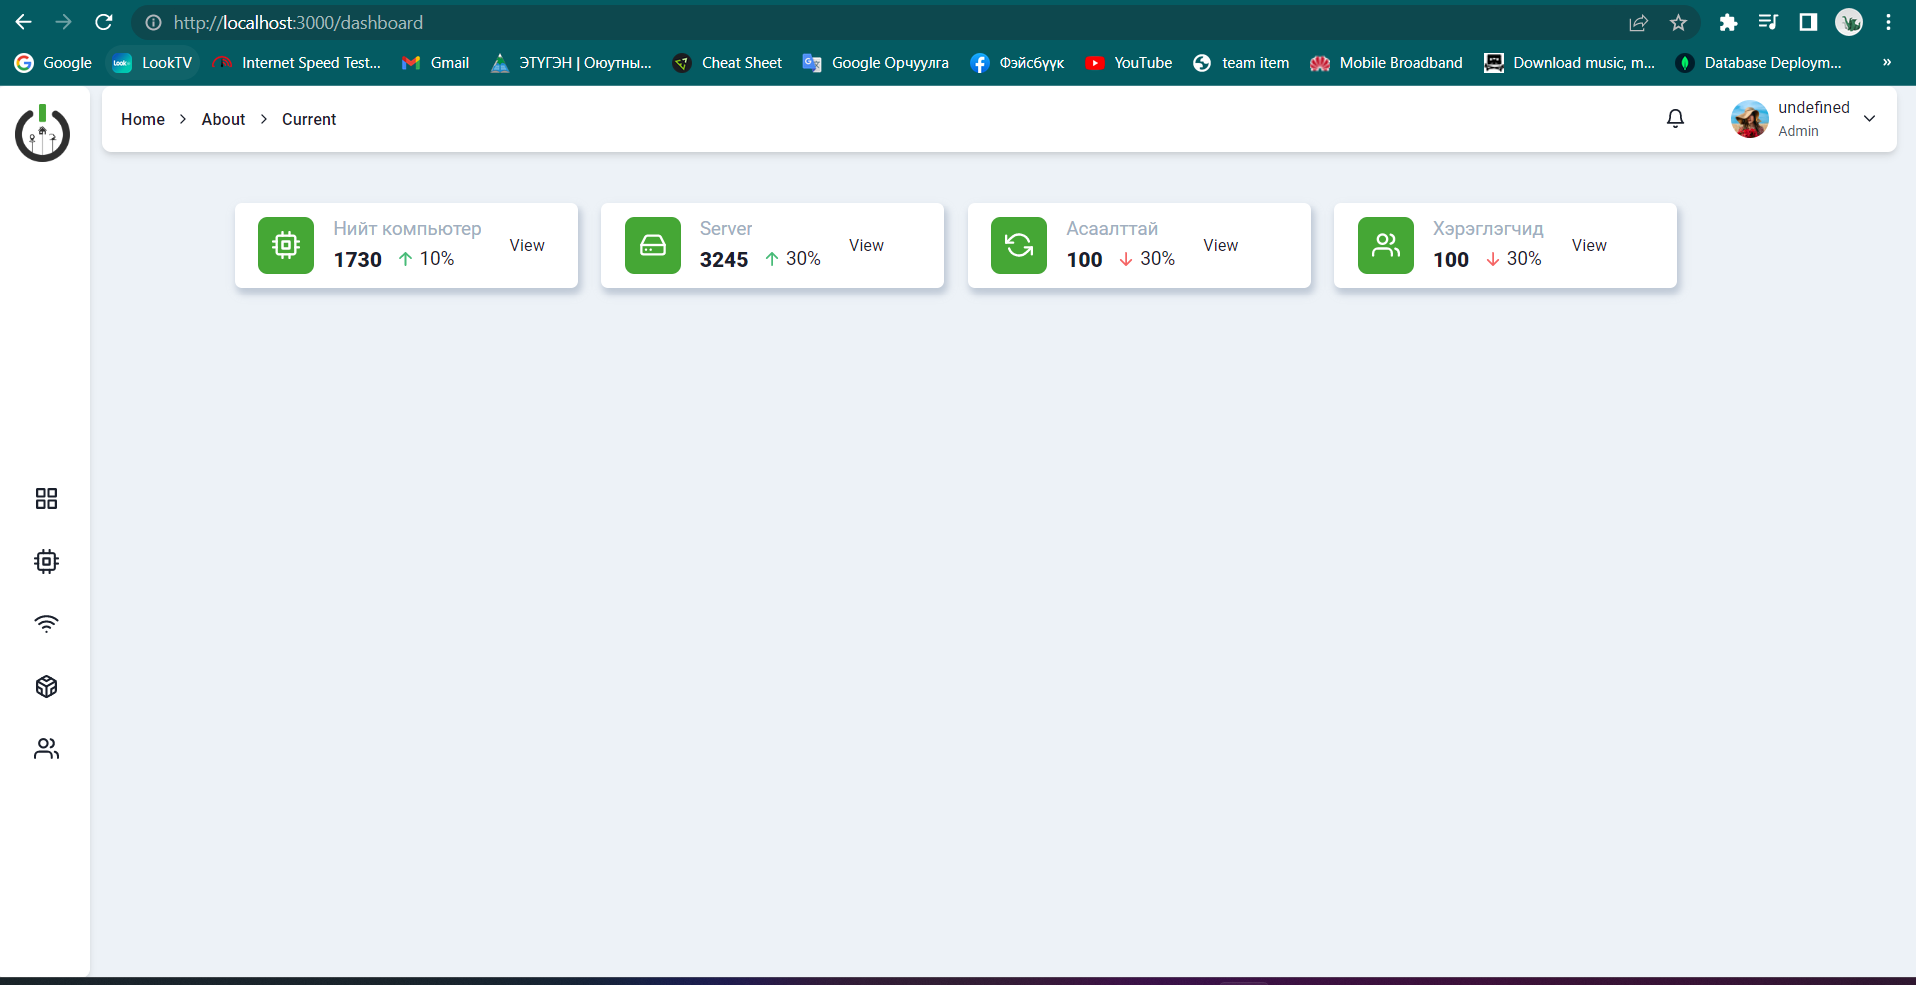 http://localhost:3000/dashboard
Google LookTV Internet Speed Test... Gmail ЭТҮГЭН | Оюутны... Cheat Sheet Google Орчуулга Фэйсбүүк YouTube team item Mobile Broadband Download music, m... Database Deploym... »
Home > About > Current
undefined
Admin
Нийт компьютер
1730 ↑ 10%
View
Server
3245 ↑ 30%
View
Асаалттай
100 ↓ 30%
View
Хэрэглэгчид
100 ↓ 30%
View